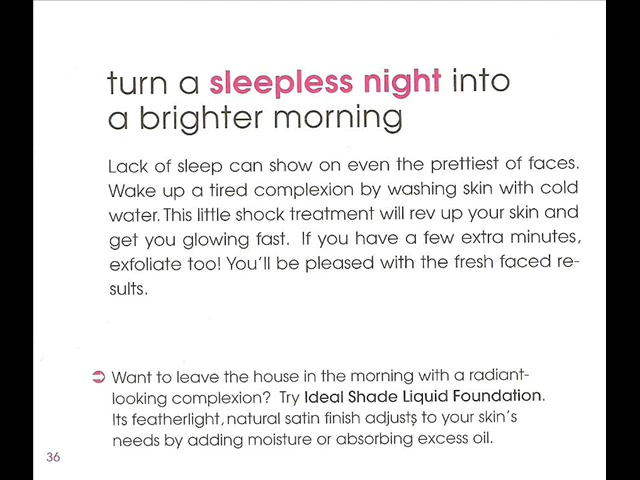 turn a sleepless night into
a brighter morning
Lack of sleep can show on even the prettiest of faces.
Wake up a tired complexion by washing skin with cold
water. This little shock treatment will rev up your skin and
get you glowing fast. If you have a few extra minutes,
exfoliate too! You'll be pleased with the fresh faced re-
sults.
Want to leave the house in the morning with a radiant-
looking complexion? Try Ideal Shade Liquid Foundation.
Its featherlight, natural satin finish adjusts to your skin's
needs by adding moisture or absorbing excess oil.
36